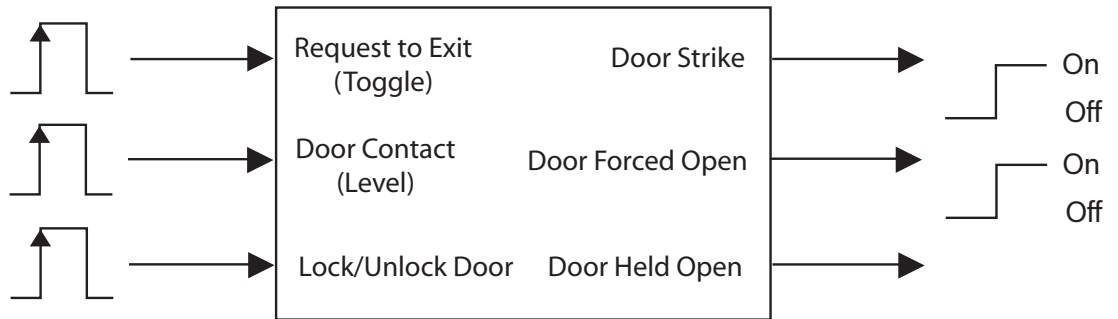 Request to Exit
(Toggle)
Door Contact
(Level)
Lock/Unlock Door
Door Strike
Door Forced Open
Door Held Open
On
Off
On
Off